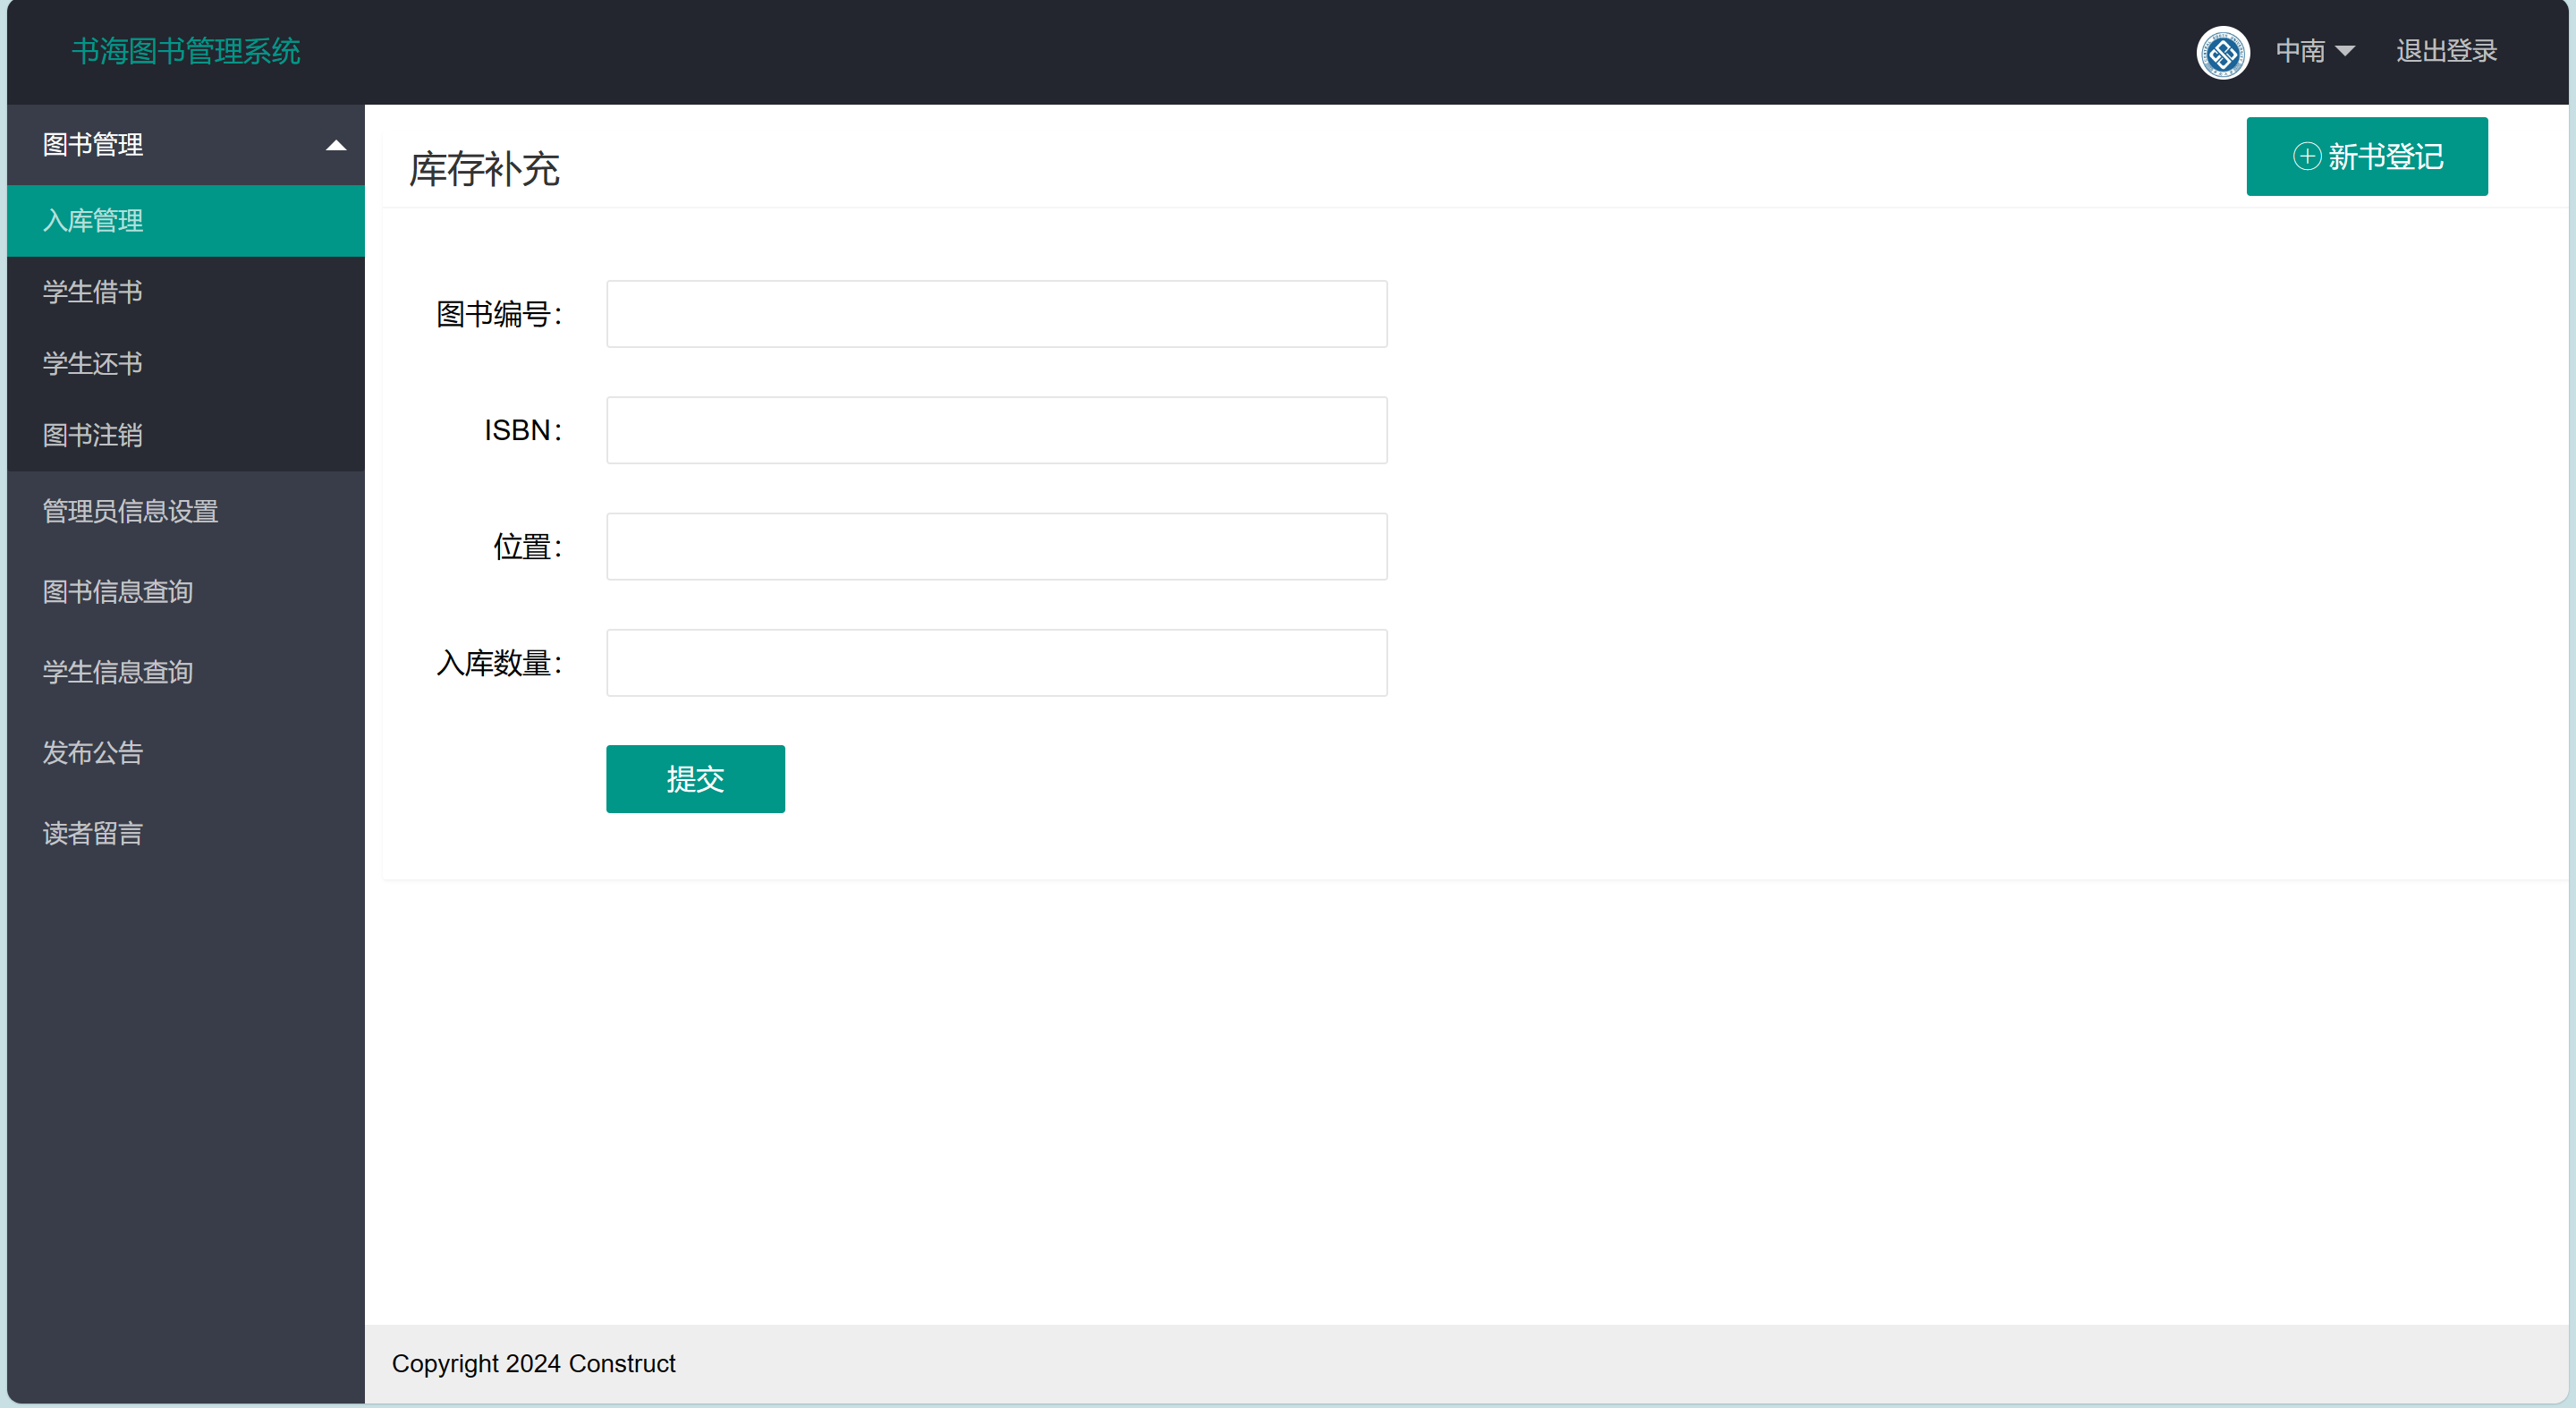 书海图书管理系统
中南
退出登录
图书管理
入库管理
学生借书
学生还书
图书注销
管理员信息设置
图书信息查询
学生信息查询
发布公告
读者留言
库存补充
新书登记
图书编号：
ISBN：
位置：
入库数量：
提交
Copyright 2024 Construct